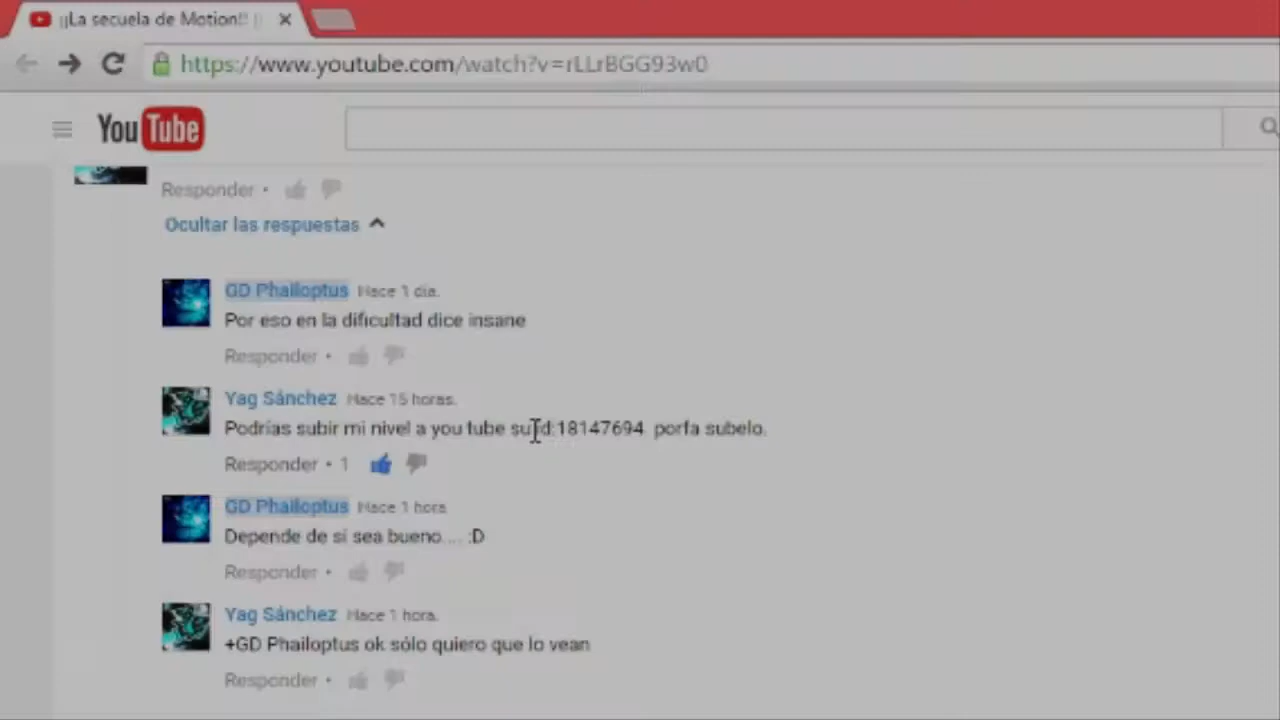 ¡¡La secuela de Motion!!
https://www.youtube.com/watch?v=rLLrBGG93w0
YouTube
Responder •
Ocultar las respuestas
GD Phailoptus Hace 1 día.
Por eso en la dificultad dice insane
Responder •
Yag Sánchez Hace 15 horas.
Podrías subir mi nivel a you tube su id:18147694 porfa subelo.
Responder • 1
GD Phailoptus Hace 1 hora
Depende de si sea bueno.... :D
Responder •
Yag Sánchez Hace 1 hora.
+GD Phailoptus ok sólo quiero que lo vean
Responder •